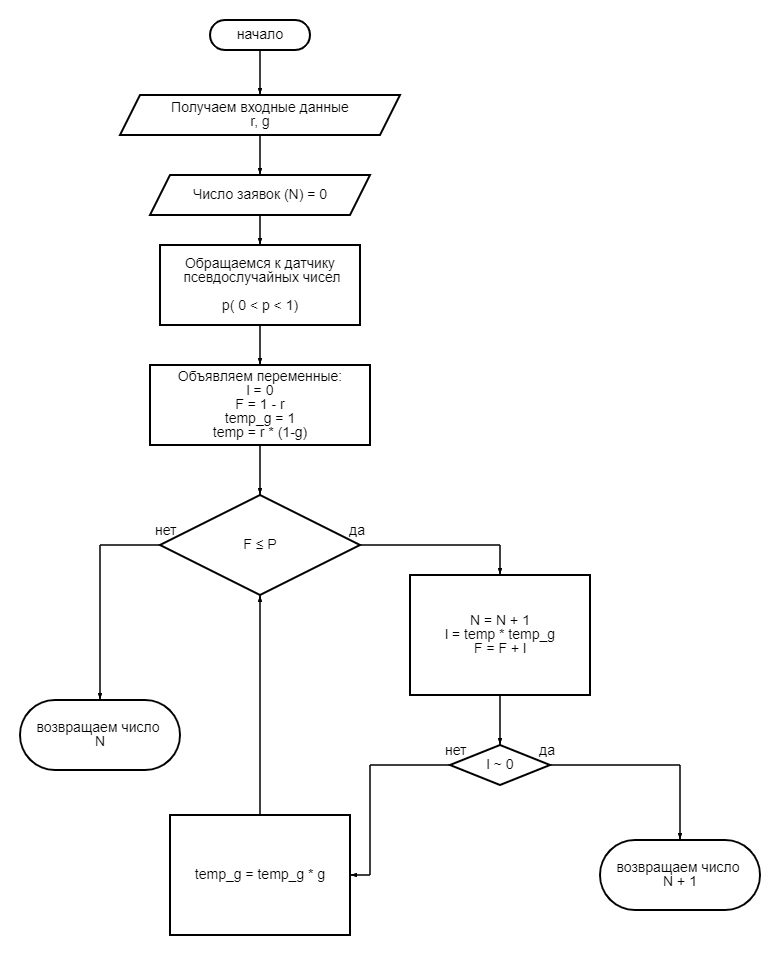 начало
Получаем входные данные
r, g
Число заявок (N) = 0
Обращаемся к датчику
псевдослучайных чисел
p( 0 < p < 1)
Объявляем переменные:
I = 0
F = 1 - r
temp_g = 1
temp = r * (1-g)
нет
да
F ≤ P
N = N + 1
I = temp * temp_g
F = F + I
возвращаем число
N
нет
да
I ~ 0
temp_g = temp_g * g
возвращаем число
N + 1